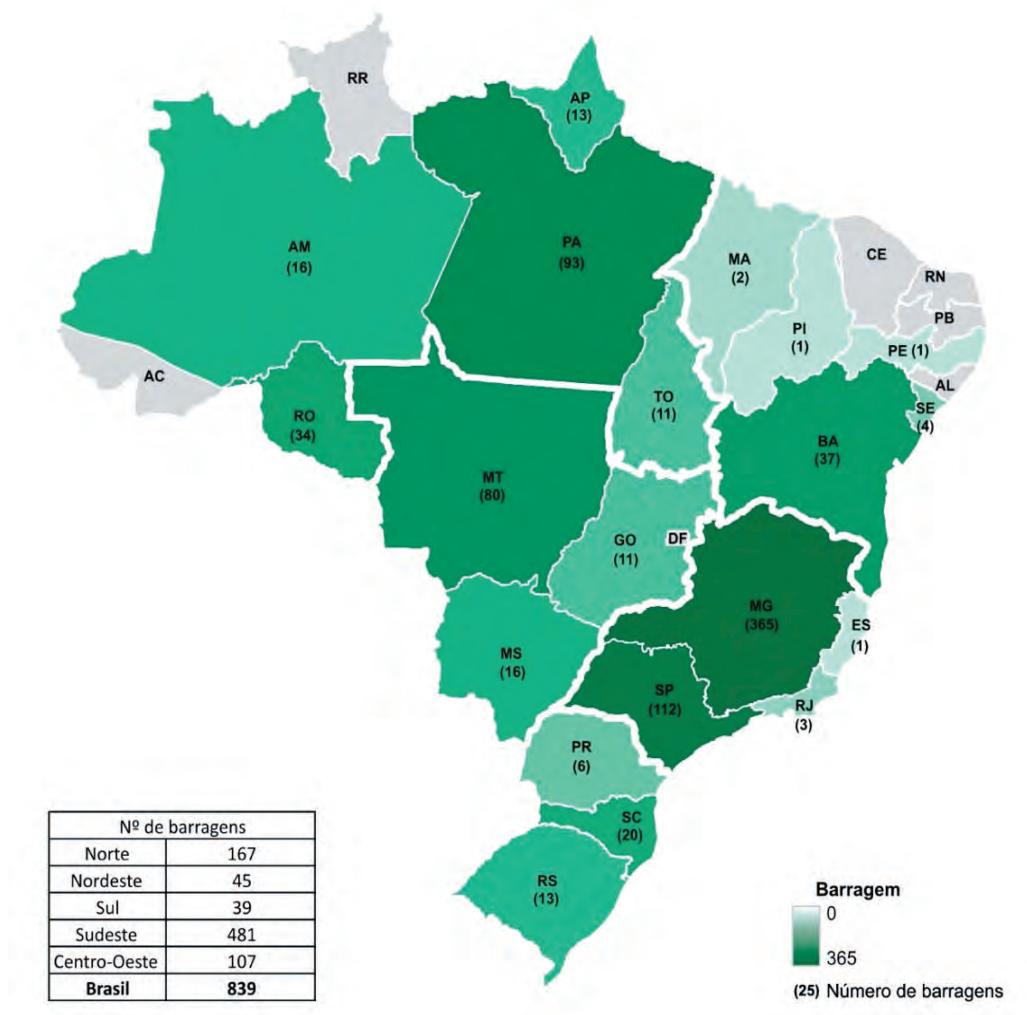 RR
AP
(13)
AM
(16)
PA
(93)
MA
(2)
CE
RN
PB
PI
(1)
PE (1)
AL
SE
(4)
AC
RO
(34)
TO
(11)
BA
(37)
MT
(80)
GO
(11)
DF
MG
(365)
ES
(1)
MS
(16)
SP
(112)
RJ
(3)
PR
(6)
SC
(20)
RS
(13)
Nº de barragens
Norte 167
Nordeste 45
Sul 39
Sudeste 481
Centro-Oeste 107
Brasil 839
Barragem
0
365
(25) Número de barragens